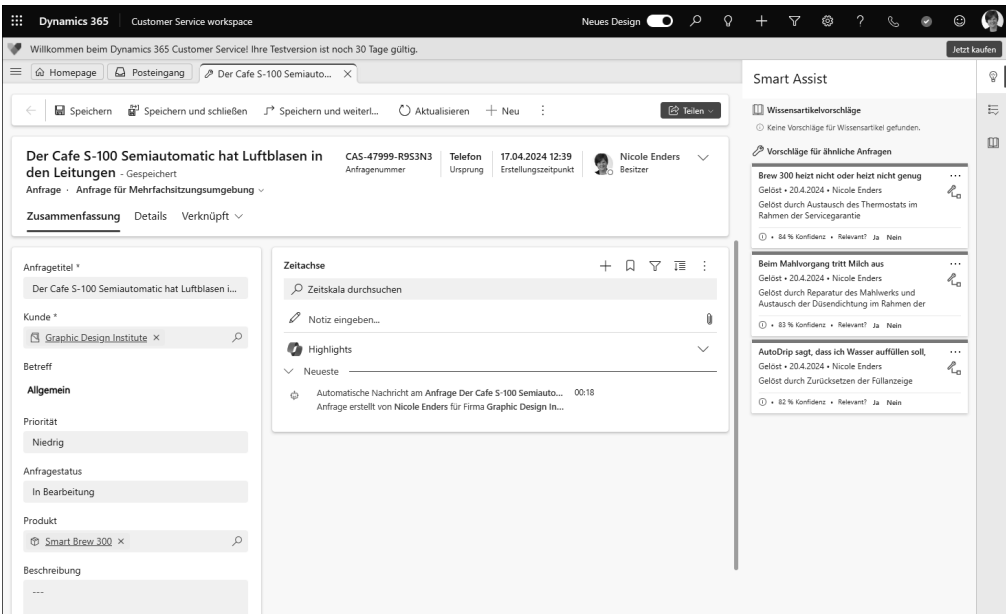 Dynamics 365 Customer Service workspace Neues Design
Willkommen beim Dynamics 365 Customer Service! Ihre Testversion ist noch 30 Tage gültig. Jetzt kaufen
Homepage Posteingang Der Cafe S-100 Semiauto...
Speichern Speichern und schließen Speichern und weiterl... Aktualisieren Neu Teilen
Der Cafe S-100 Semiautomatic hat Luftblasen in
den Leitungen - Gespeichert
Anfrage · Anfrage für Mehrfachsitzungsumgebung
CAS-47999-R9S3N3
Anfragenummer
Telefon
Ursprung
17.04.2024 12:39
Erstellungszeitpunkt
Nicole Enders
Besitzer
Zusammenfassung Details Verknüpft
Anfragetitel *
Der Cafe S-100 Semiautomatic hat Luftblasen i...
Kunde *
Graphic Design Institute ×
Betreff
Allgemein
Priorität
Niedrig
Anfragestatus
In Bearbeitung
Produkt
Smart Brew 300 ×
Beschreibung
---
Zeitachse
Zeitskala durchsuchen
Notiz eingeben...
Highlights
Neueste
Automatische Nachricht am Anfrage Der Cafe S-100 Semiauto... 00:18
Anfrage erstellt von Nicole Enders für Firma Graphic Design In...
Smart Assist
Wissensartikelvorschläge
Keine Vorschläge für Wissensartikel gefunden.
Vorschläge für ähnliche Anfragen
Brew 300 heizt nicht oder heizt nicht genug
Gelöst • 20.4.2024 • Nicole Enders
Gelöst durch Austausch des Thermostats im
Rahmen der Servicegarantie
• 84 % Konfidenz • Relevant? Ja Nein
Beim Mahlvorgang tritt Milch aus
Gelöst • 20.4.2024 • Nicole Enders
Gelöst durch Reparatur des Mahlwerks und
Austausch der Düsendichtung im Rahmen der
• 83 % Konfidenz • Relevant? Ja Nein
AutoDrip sagt, dass ich Wasser auffüllen soll,
Gelöst • 20.4.2024 • Nicole Enders
Gelöst durch Zurücksetzen der Füllanzeige
• 82 % Konfidenz • Relevant? Ja Nein